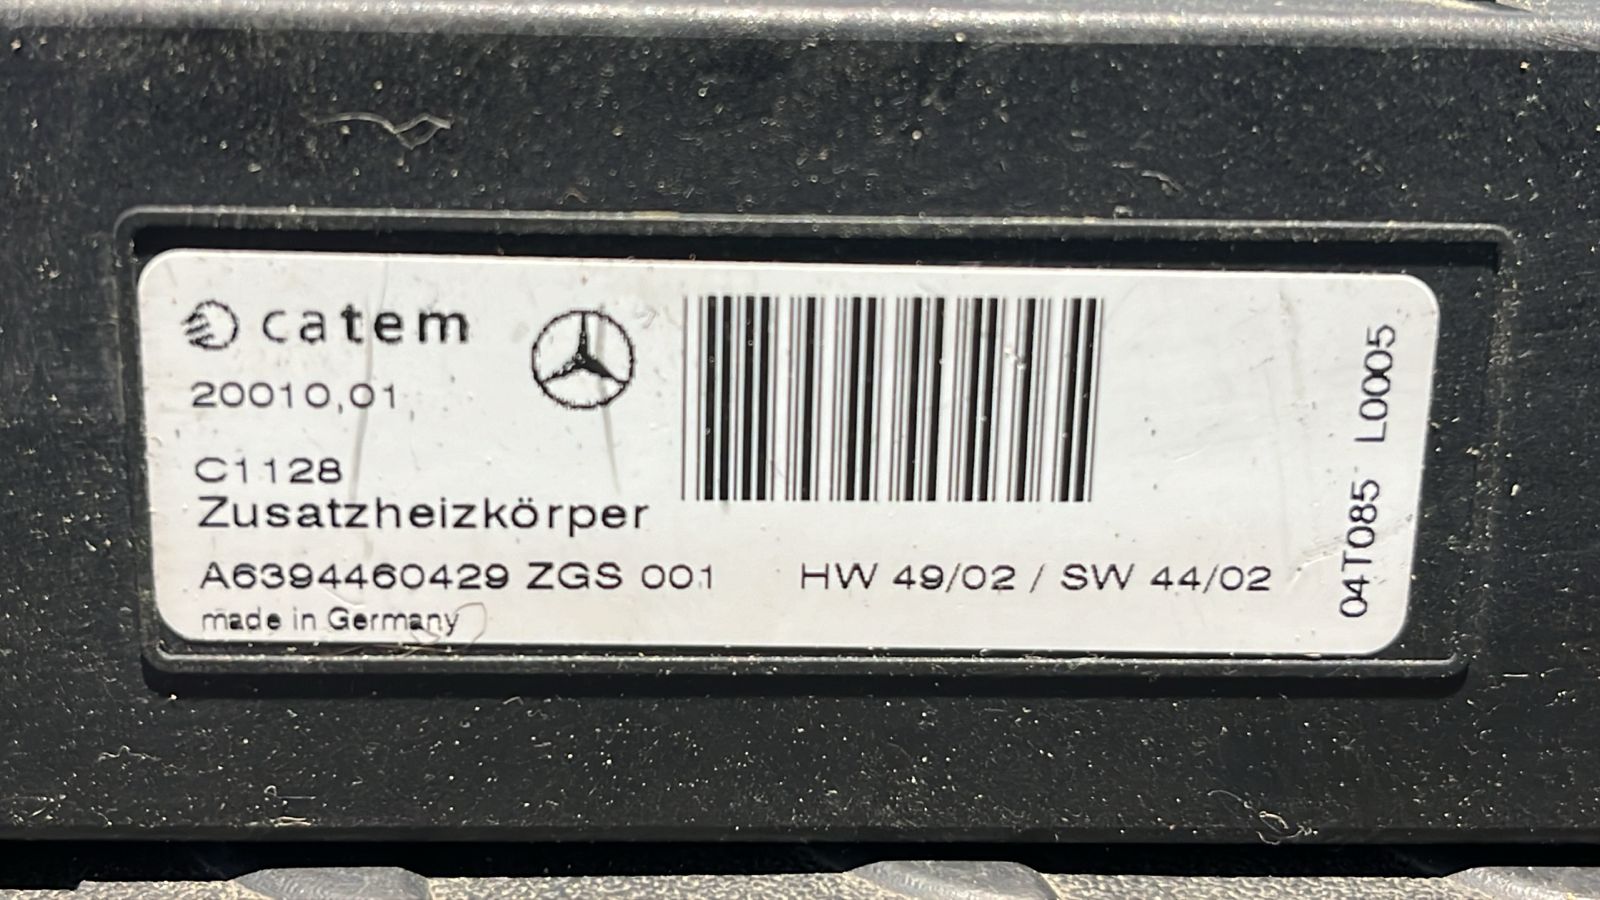 catem
20010,01
C1128
Zusatzheizkörper
A6394460429 ZGS 001 HW 49/02 / SW 44/02
made in Germany
04T085 L0005